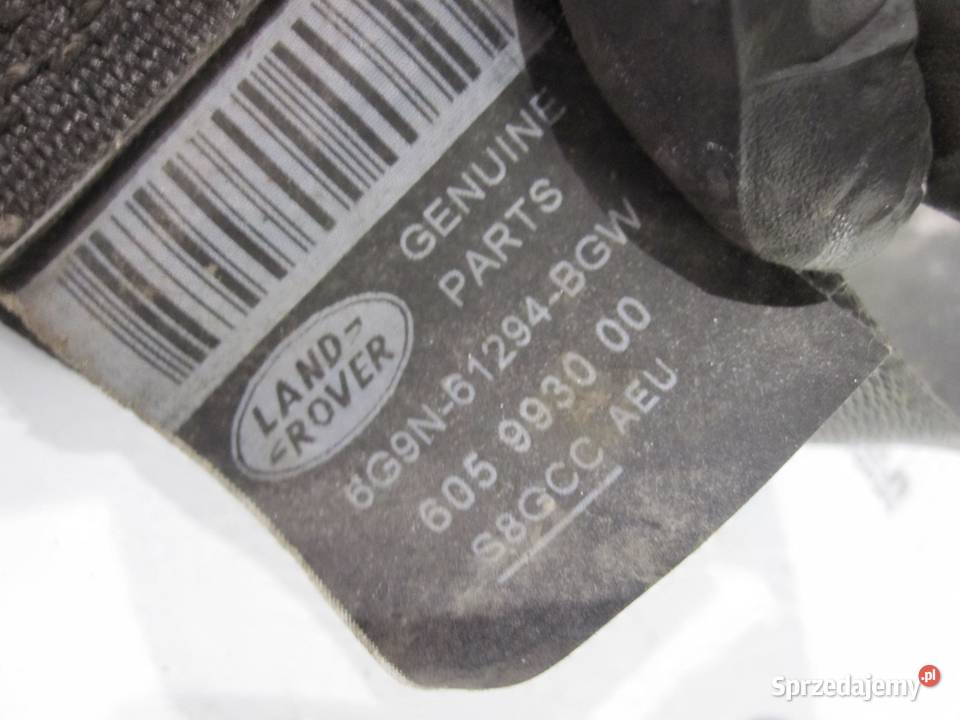 GENUINE
PARTS
LAND
ROVER
6G9N-61294-BGW
605 9930 00
S8GCC AEU
Sprzedajemy.pl